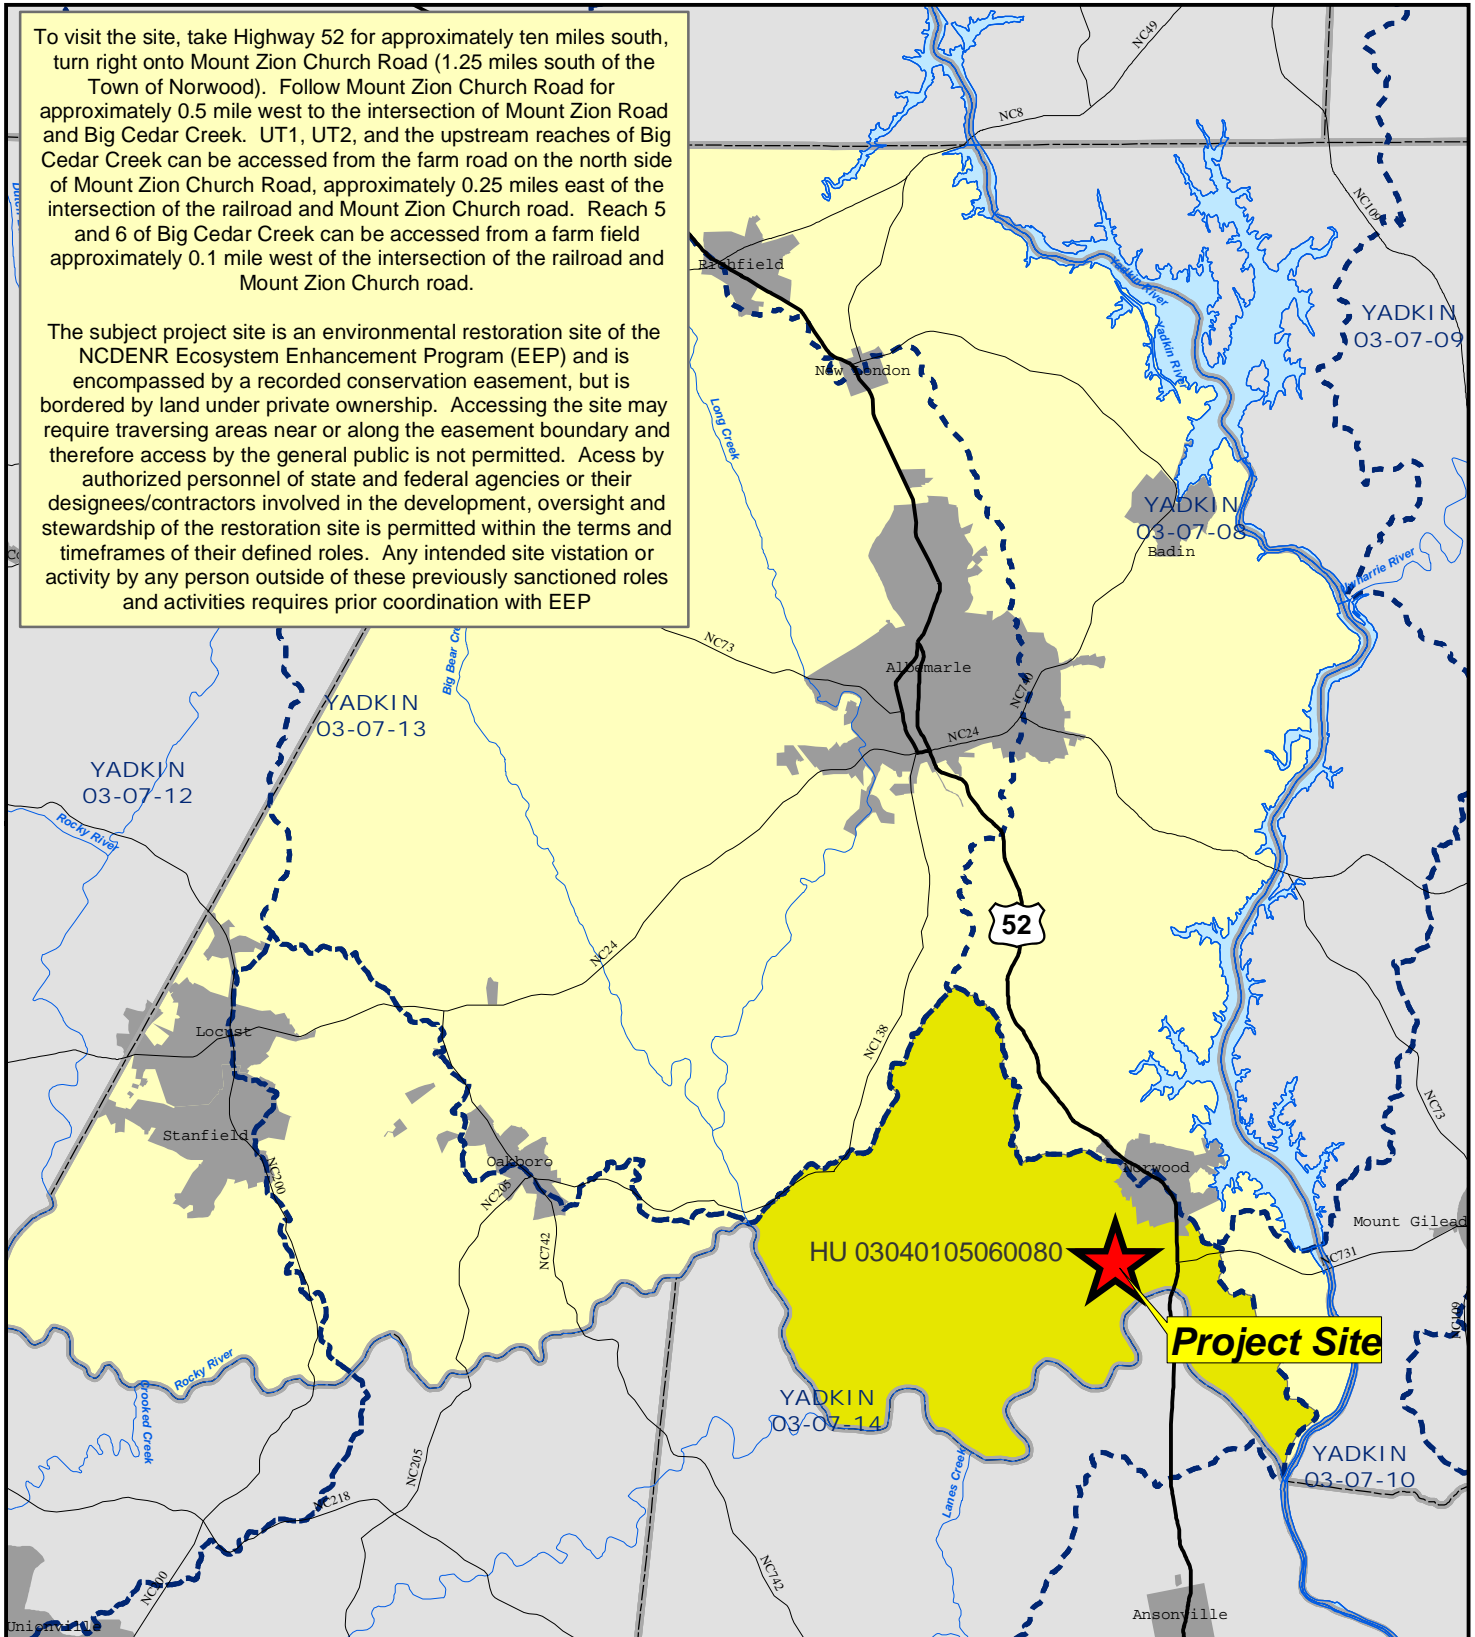 To visit the site, take Highway 52 for approximately ten miles south,
turn right onto Mount Zion Church Road (1.25 miles south of the
Town of Norwood). Follow Mount Zion Church Road for
approximately 0.5 mile west to the intersection of Mount Zion Road
and Big Cedar Creek. UT1, UT2, and the upstream reaches of Big
Cedar Creek can be accessed from the farm road on the north side
of Mount Zion Church Road, approximately 0.25 miles east of the
intersection of the railroad and Mount Zion Church road. Reach 5
and 6 of Big Cedar Creek can be accessed from a farm field
approximately 0.1 mile west of the intersection of the railroad and
Mount Zion Church road.
The subject project site is an environmental restoration site of the
NCDENR Ecosystem Enhancement Program (EEP) and is
encompassed by a recorded conservation easement, but is
bordered by land under private ownership. Accessing the site may
require traversing areas near or along the easement boundary and
therefore access by the general public is not permitted. Acess by
authorized personnel of state and federal agencies or their
designees/contractors involved in the development, oversight and
stewardship of the restoration site is permitted within the terms and
timeframes of their defined roles. Any intended site vistation or
activity by any person outside of these previously sanctioned roles
and activities requires prior coordination with EEP
NC49
NC8
NC109
Richfield
Yadkin River
Yadkin River
YADKIN
03-07-09
New London
Long Creek
YADKIN
03-07-08
Badin
Uwharrie River
NC73
Albemarle
Big Bear Cre
NC740
YADKIN
03-07-13
NC24
YADKIN
03-07-12
Rocky River
52
NC24
Locust
NC138
NC73
Stanfield
Oakboro
Norwood
NC200
NC205
Mount Gilead
NC742
HU 03040105060080
NC731
NC109
Project Site
Rocky River
Crooked Creek
YADKIN
03-07-14
YADKIN
03-07-10
NC205
Lanes Creek
NC218
NC742
NC200
Ansonville
Unionville